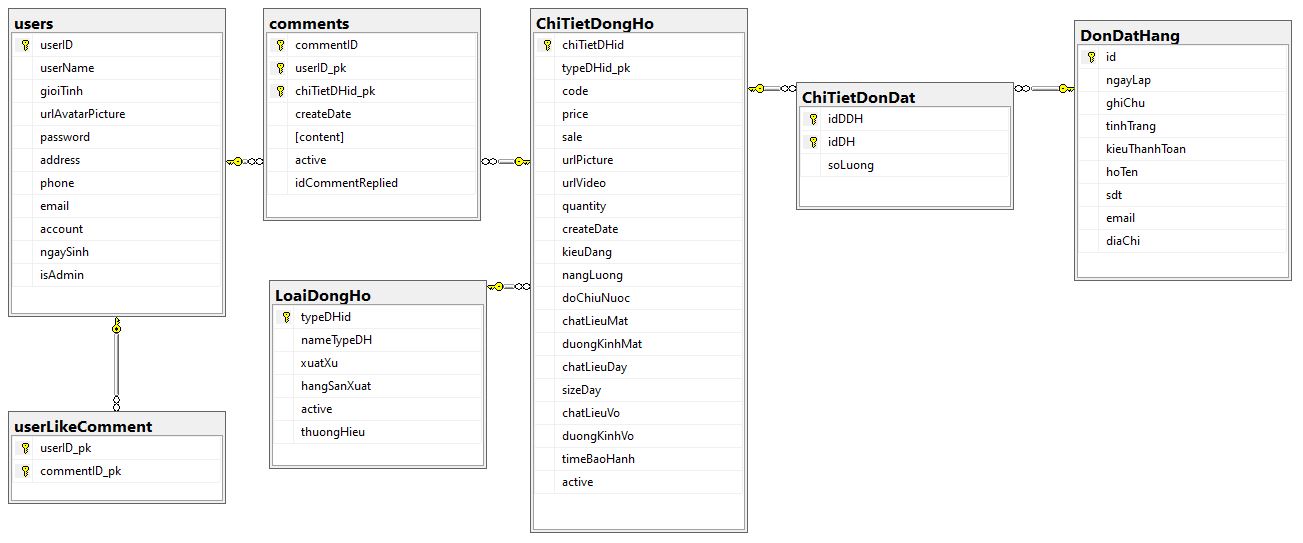 users
userID
userName
gioiTinh
urlAvatarPicture
password
address
phone
email
account
ngaySinh
isAdmin
comments
commentID
userID_pk
chiTietDHid_pk
createDate
[content]
active
idCommentReplied
ChiTietDongHo
chiTietDHid
typeDHid_pk
code
price
sale
urlPicture
urlVideo
quantity
createDate
kieuDang
nangLuong
doChiuNuoc
chatLieuMat
duongKinhMat
chatLieuDay
sizeDay
chatLieuVo
duongKinhVo
timeBaoHanh
active
ChiTietDonDat
idDDH
idDH
soLuong
DonDatHang
id
ngayLap
ghiChu
tinhTrang
kieuThanhToan
hoTen
sdt
email
diaChi
LoaiDongHo
typeDHid
nameTypeDH
xuatXu
hangSanXuat
active
thuongHieu
userLikeComment
userID_pk
commentID_pk